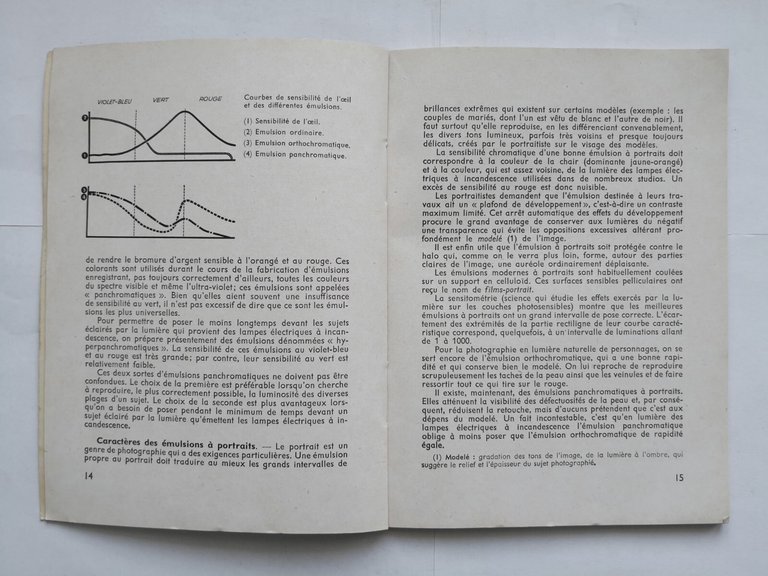 VIOLET-BLEU VERT ROUGE
Courbes de sensibilité de l'œil
et des différentes émulsions.
(1) Sensibilité de l'œil.
(2) Emulsion ordinaire.
(3) Emulsion orthochromatique.
(4) Emulsion panchromatique.
de rendre le bromure d'argent sensible à l'orangé et au rouge. Ces
colorants sont utilisés durant le cours de la fabrication d'émulsions
enregistrant, pas toujours correctement d'ailleurs, toutes les couleurs
du spectre visible et même l'ultra-violet; ces émulsions sont appelées
« panchromatiques ». Bien qu'elles aient souvent une insuffisance
de sensibilité au vert, il n'est pas excessif de dire que ce sont les émul-
sions les plus universelles.
Pour permettre de poser le moins longtemps devant les sujets
éclairés par la lumière qui provient des lampes électriques à incan-
descence, on prépare présentement des émulsions dénommées « hy-
perpanchromatiques ». La sensibilité de ces émulsions au violet-bleu
et au rouge est très grande; par contre, leur sensibilité au vert est
relativement faible.
Ces deux sortes d'émulsions panchromatiques ne doivent pas être
confondues. Le choix de la première est préférable lorsqu'on cherche
à reproduire, le plus correctement possible, la luminosité des diverses
plages d'un sujet. Le choix de la seconde est plus avantageux lors-
qu'on a besoin de poser pendant le minimum de temps devant un
sujet éclairé par la lumière qu'émettent les lampes électriques à in-
candescence.
Caractères des émulsions à portraits. — Le portrait est un
genre de photographie qui a des exigences particulières. Une émulsion
propre au portrait doit traduire au mieux les grands intervalles de
14
brillances extrêmes qui existent sur certains modèles (exemple : les
couples de mariés, dont l'un est vêtu de blanc et l'autre de noir). Il
faut surtout qu'elle reproduise, en les différenciant convenablement,
les divers tons lumineux, parfois très voisins et presque toujours
délicats, créés par le portraitiste sur le visage des modèles.
La sensibilité chromatique d'une bonne émulsion à portraits doit
correspondre à la couleur de la chair (dominante jaune-orangé)
et à la couleur, qui est assez voisine, de la lumière des lampes élec-
triques à incandescence utilisées dans de nombreux studios. Un
excès de sensibilité au rouge est donc nuisible.
Les portraitistes demandent que l'émulsion destinée à leurs tra-
vaux ait un « plafond de développement », c'est-à-dire un contraste
maximum limité. Cet arrêt automatique des effets du développement
procure le grand avantage de conserver aux lumières du négatif
une transparence qui évite les oppositions excessives altérant pro-
fondément le modelé (1) de l'image.
Il est enfin utile que l'émulsion à portraits soit protégée contre le
halo qui, comme on le verra plus loin, forme, autour des parties
claires de l'image, une auréole ordinairement déplaisante.
Les émulsions modernes à portraits sont habituellement coulées
sur un support en celluloïd. Ces surfaces sensibles pelliculaires ont
reçu le nom de films-portrait.
La sensitométrie (science qui étudie les effets exercés par la lu-
mière sur les couches photosensibles) montre que les meilleures
émulsions à portraits ont un grand intervalle de pose correcte. L'écar-
tement des extrémités de la partie rectiligne de leur courbe caracté-
ristique correspond, quelquefois, à un intervalle de luminations allant
de 1 à 1000.
Pour la photographie en lumière naturelle de personnages, on se
sert encore de l'émulsion orthochromatique, qui a une bonne rapi-
dité et qui conserve bien le modelé. On lui reproche de reproduire
scrupuleusement les taches de la peau ainsi que les veinules et de faire
ressortir tout ce qui tire sur le rouge.
Il existe, maintenant, des émulsions panchromatiques à portraits.
Elles atténuent la visibilité des défectuosités de la peau et, par consé-
quent, réduisent la retouche, mais d'aucuns prétendent que c'est aux
dépens du modelé. Un fait incontestable, c'est qu'en lumière des
lampes électriques à incandescence l'émulsion panchromatique
oblige à moins poser que l'émulsion orthochromatique de rapidité
égale.
(1) Modelé : gradation des tons de l'image, de la lumière à l'ombre, qui
suggère le relief et l'épaisseur du sujet photographié.
15